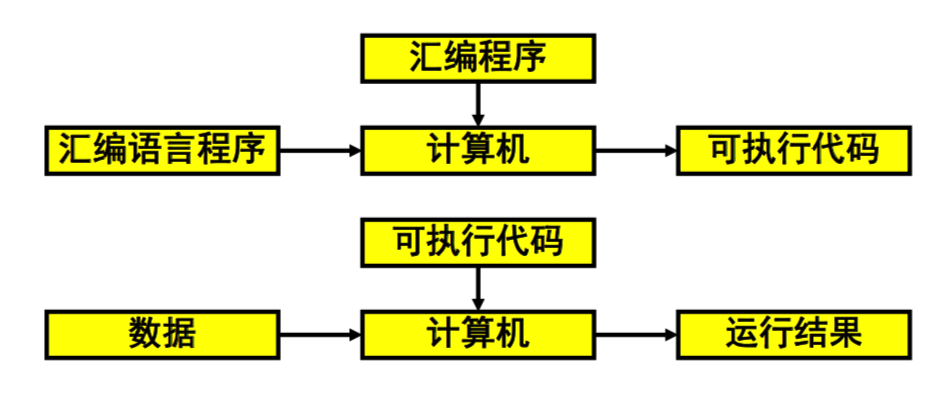 汇编程序
汇编语言程序
计算机
可执行代码
可执行代码
数据
计算机
运行结果